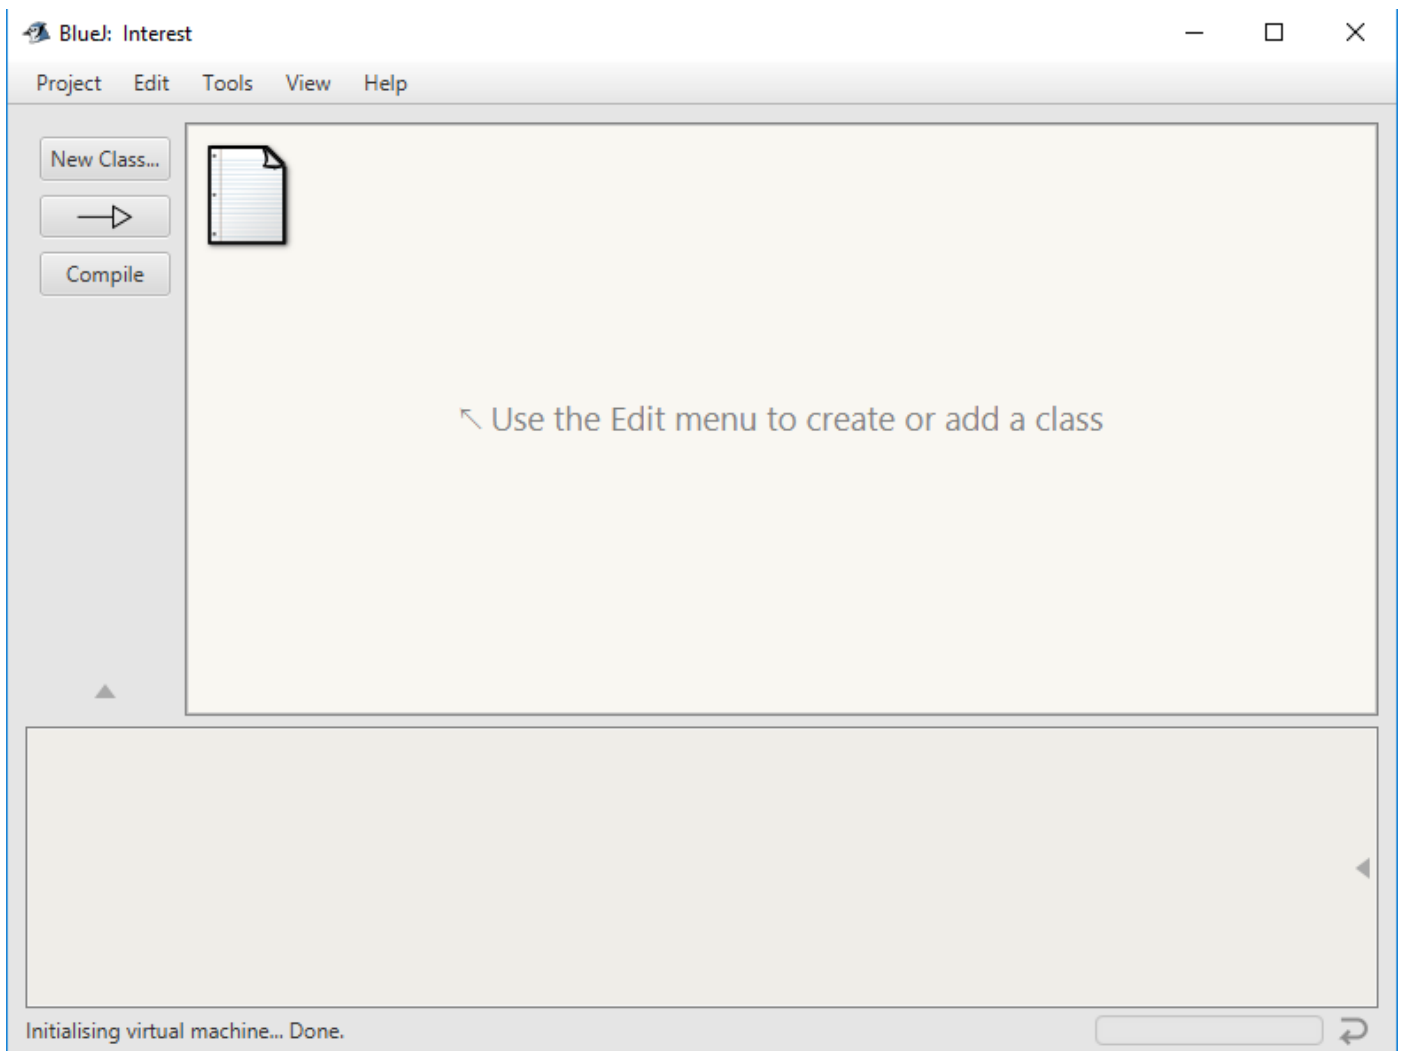 BlueJ: Interest
Project Edit Tools View Help
New Class...
Compile
Use the Edit menu to create or add a class
Initialising virtual machine... Done.